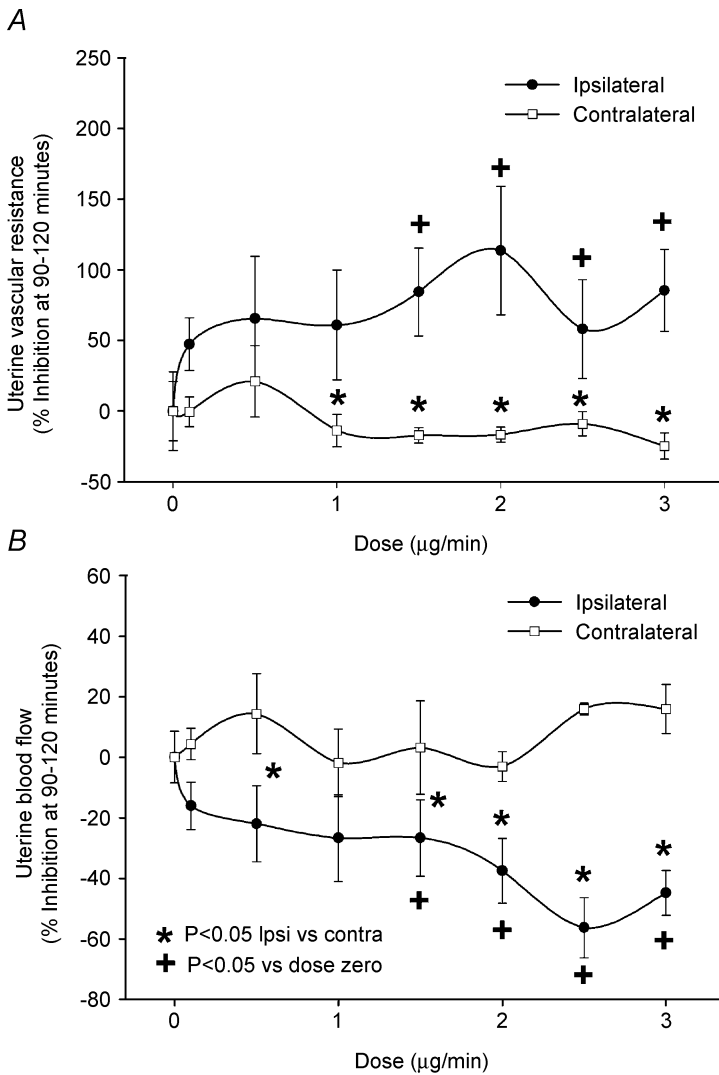 A
250
200
150
100
50
0
-50
Uterine vascular resistance
(% Inhibition at 90-120 minutes)
Ipsilateral
Contralateral
0 1 2 3
Dose (μg/min)
B
60
40
20
0
-20
-40
-60
-80
Uterine blood flow
(% Inhibition at 90-120 minutes)
Ipsilateral
Contralateral
* P<0.05 Ipsi vs contra
+ P<0.05 vs dose zero
0 1 2 3
Dose (μg/min)